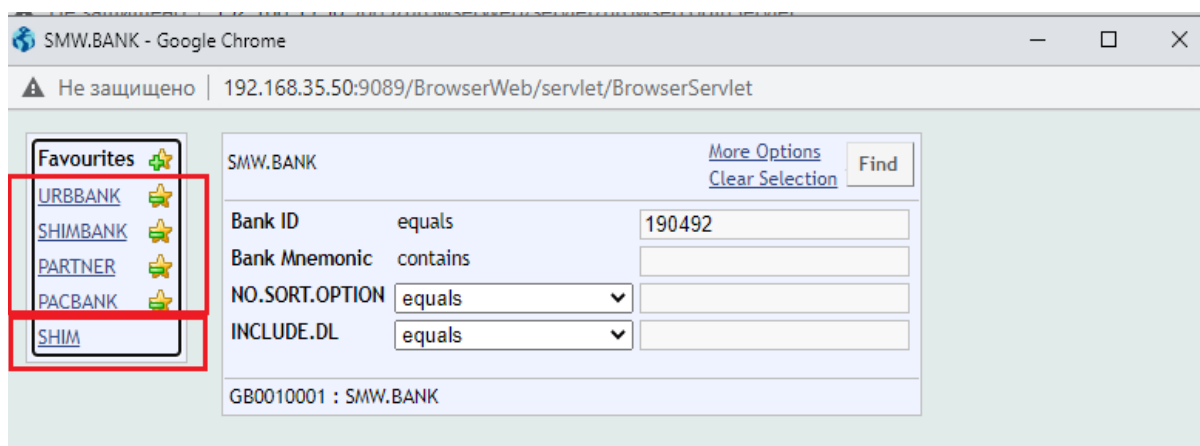 SMW.BANK - Google Chrome
Не защищено | 192.168.35.50:9089/BrowserWeb/servlet/BrowserServlet
Favourites
URBBANK
SHIMBANK
PARTNER
PACBANK
SHIM
SMW.BANK
More Options
Clear Selection
Find
Bank ID equals 190492
Bank Mnemonic contains
NO.SORT.OPTION equals
INCLUDE.DL equals
GB0010001 : SMW.BANK